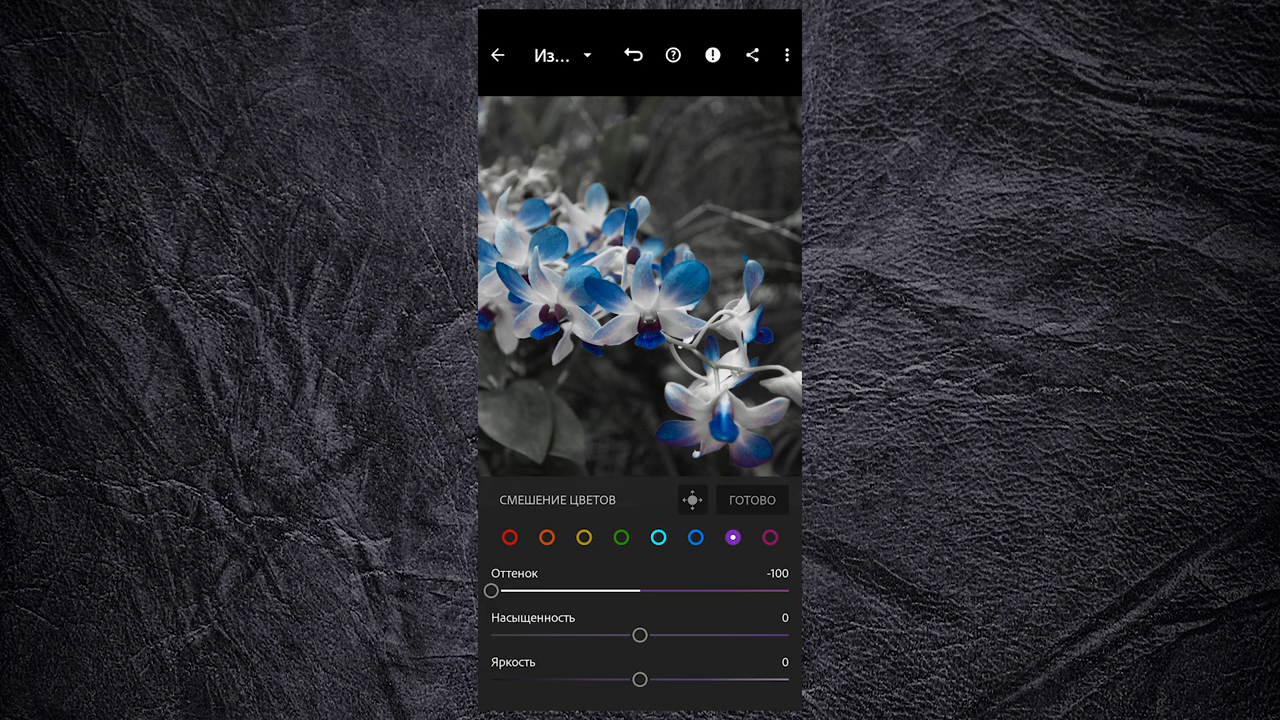 Из...
СМЕШЕНИЕ ЦВЕТОВ
ГОТОВО
Оттенок
-100
Насыщенность
0
Яркость
0